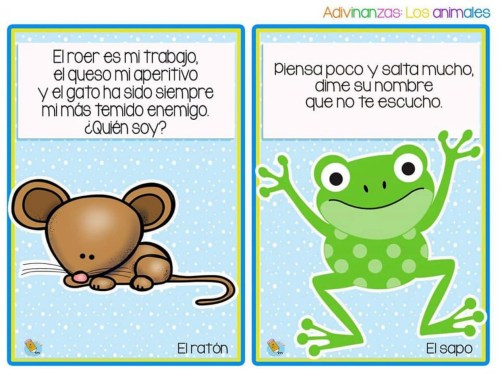 Adivinanzas: Los animales
El roer es mi trabajo,
el queso mi aperitivo
y el gato ha sido siempre
mi más temido enemigo.
¿Quién soy?
El ratón
Piensa poco y salta mucho,
dime su nombre
que no te escucho.
El sapo